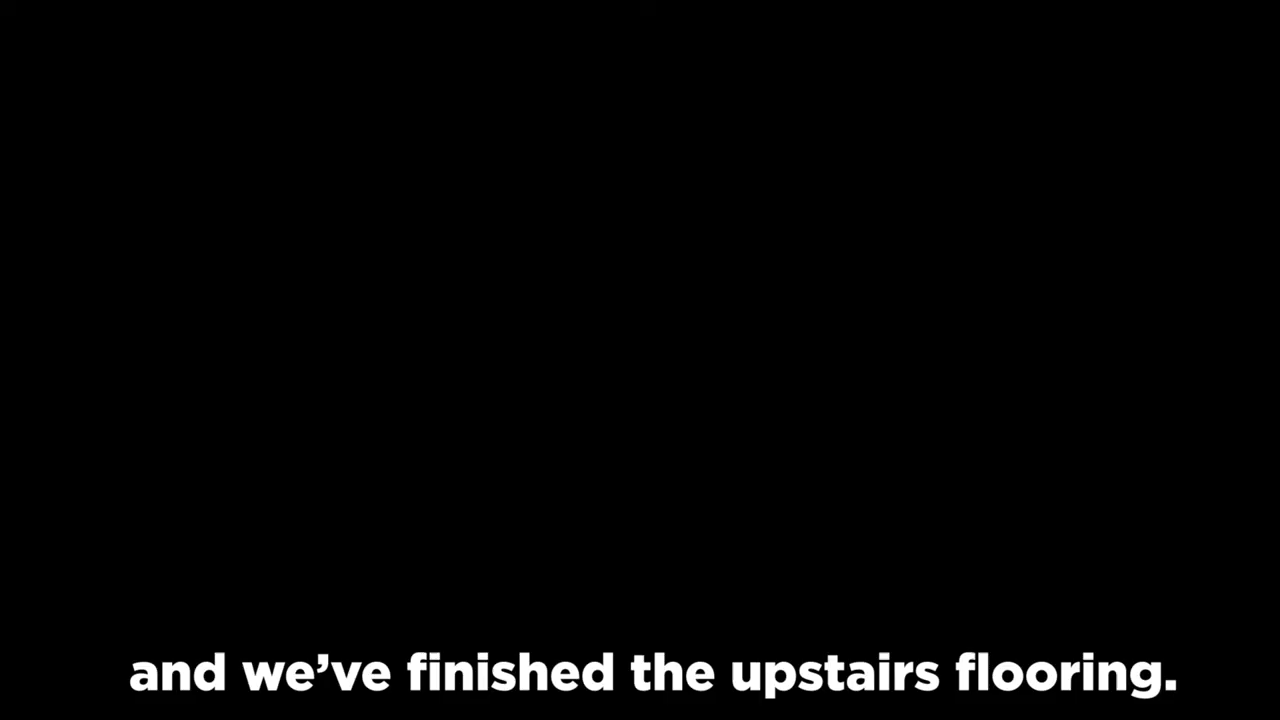 and we’ve finished the upstairs flooring.